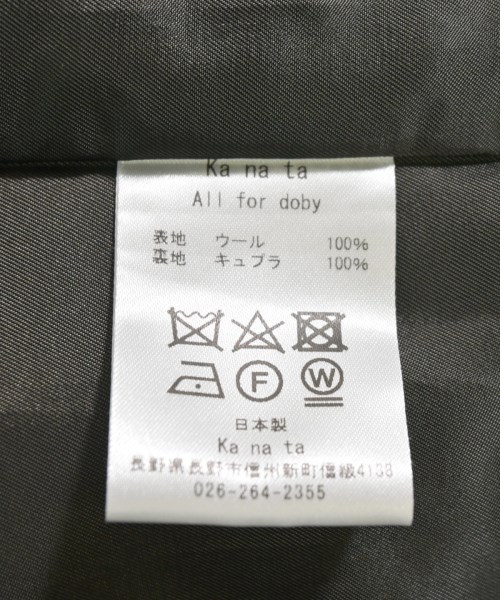 Ka na ta
All for doby
表地 ウール 100%
裏地 キュプラ 100%
F W
日本製
Ka na ta
長野県長野市信州新町信級4138
026-264-2355